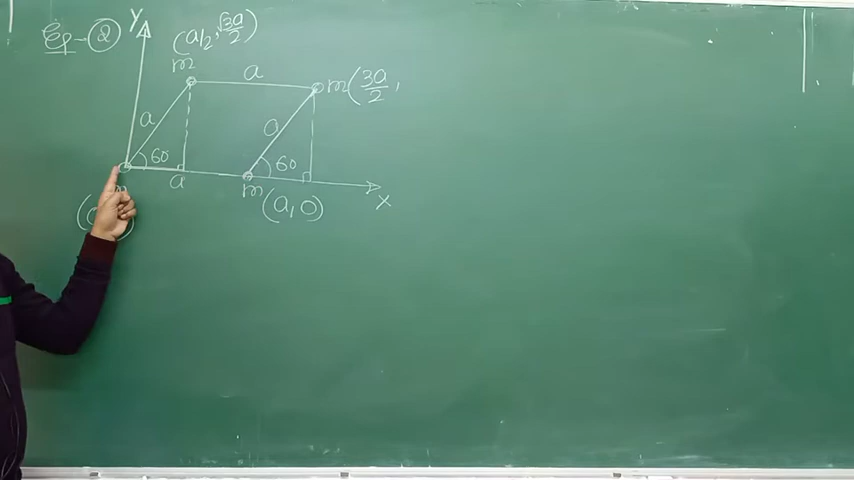 Ex-②
Y
(a/2, √3a/2)
m
a
m(3a/2,
a
a
60
60
a
m
m
(a, 0)
X